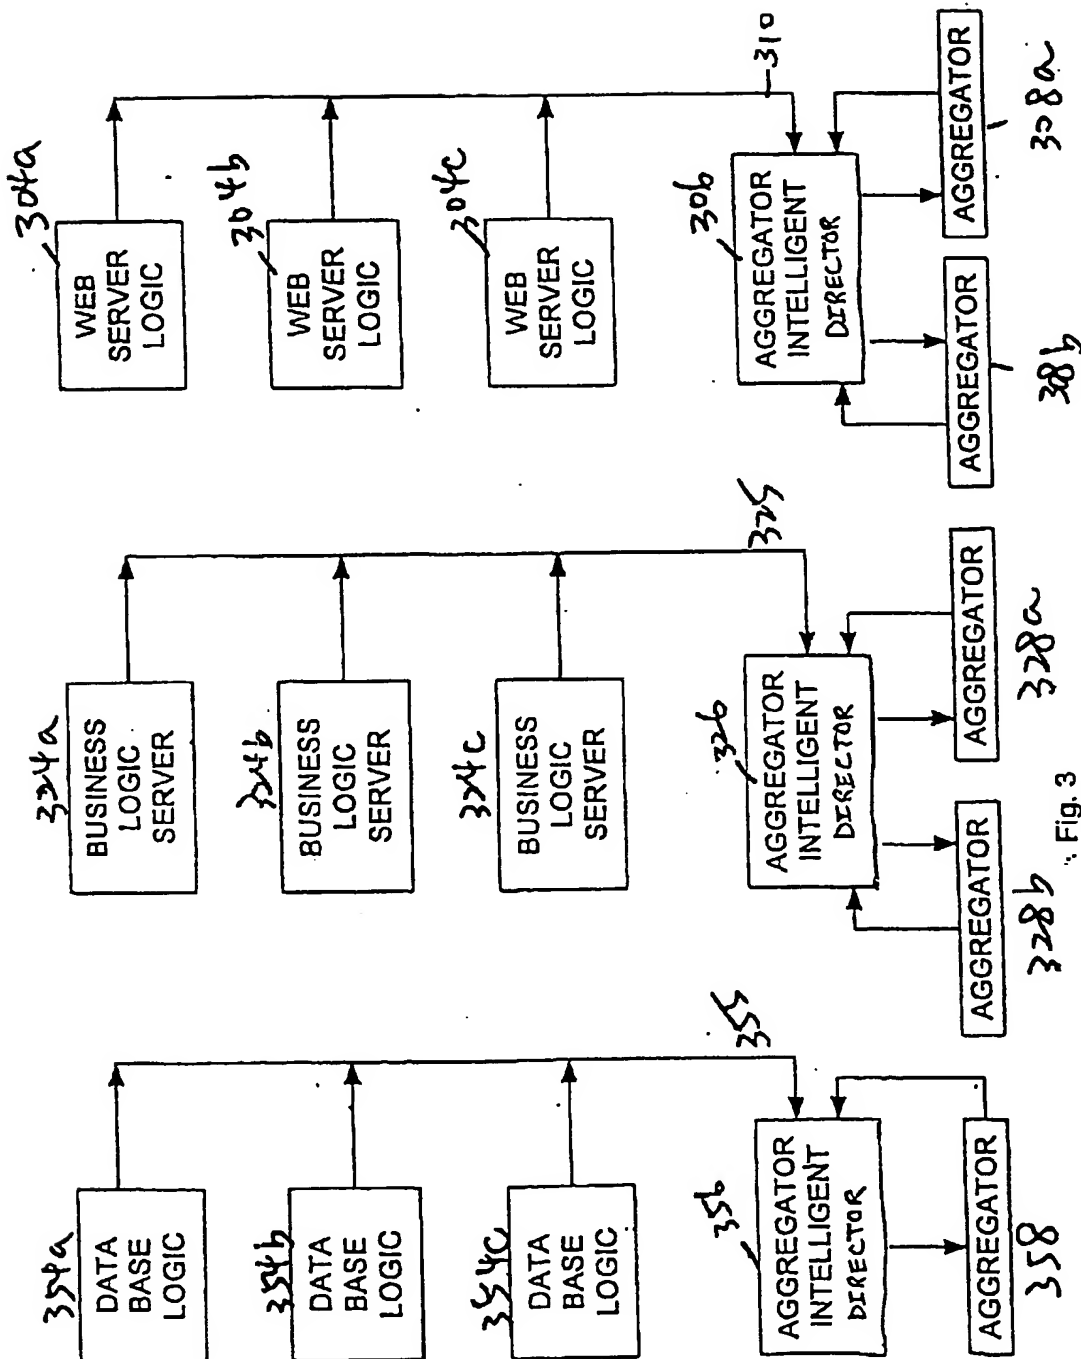 354a
DATA
BASE
LOGIC
354b
DATA
BASE
LOGIC
354c
DATA
BASE
LOGIC
355
356
AGGREGATOR
INTELLIGENT
DIRECTOR
AGGREGATOR
358
324a
BUSINESS
LOGIC
SERVER
324b
BUSINESS
LOGIC
SERVER
324c
BUSINESS
LOGIC
SERVER
325
326
AGGREGATOR
INTELLIGENT
DIRECTOR
AGGREGATOR
328b
AGGREGATOR
328a
304a
WEB
SERVER
LOGIC
304b
WEB
SERVER
LOGIC
304c
WEB
SERVER
LOGIC
310
306
AGGREGATOR
INTELLIGENT
DIRECTOR
AGGREGATOR
308b
AGGREGATOR
308a
Fig. 3